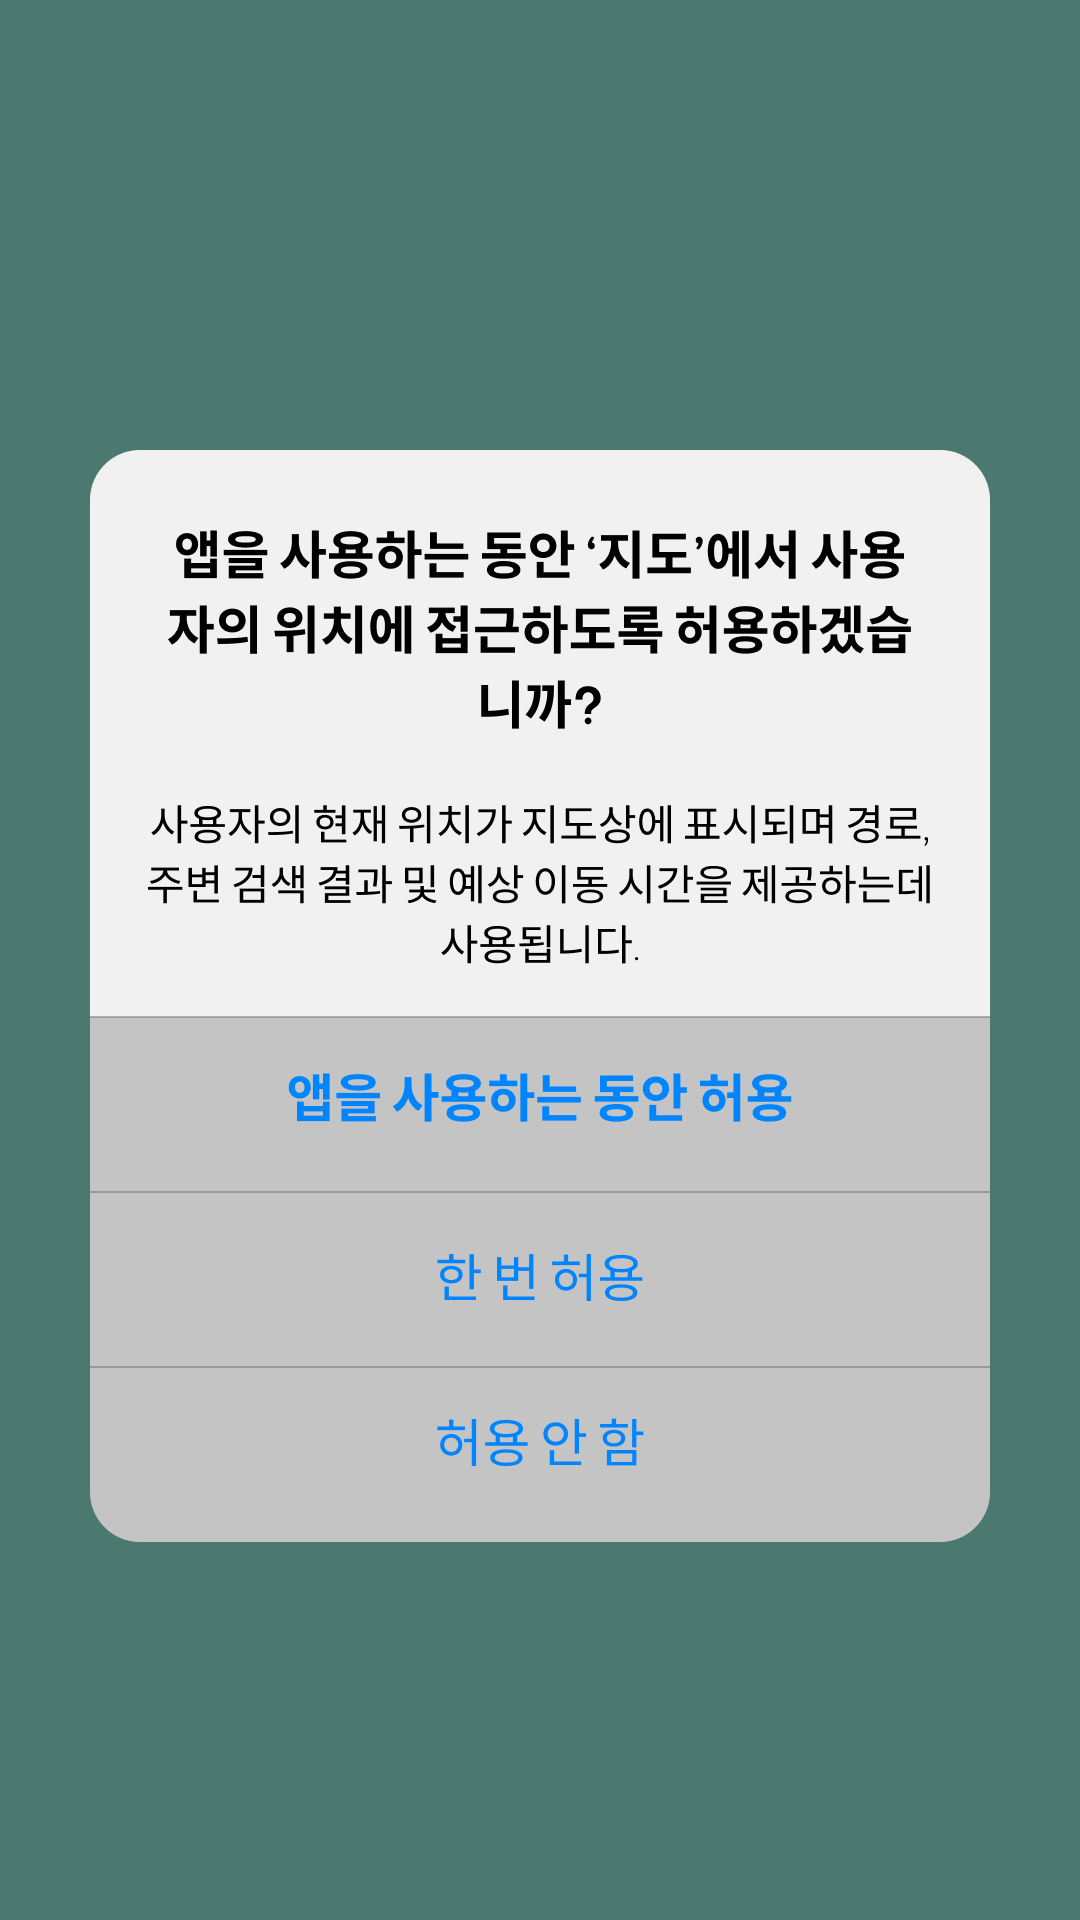 앱을 사용하는 동안 ‘지도’에서 사용
자의 위치에 접근하도록 허용하겠습
니까?
사용자의 현재 위치가 지도상에 표시되며 경로,
주변 검색 결과 및 예상 이동 시간을 제공하는데
사용됩니다.
앱을 사용하는 동안 허용
한 번 허용
허용 안 함